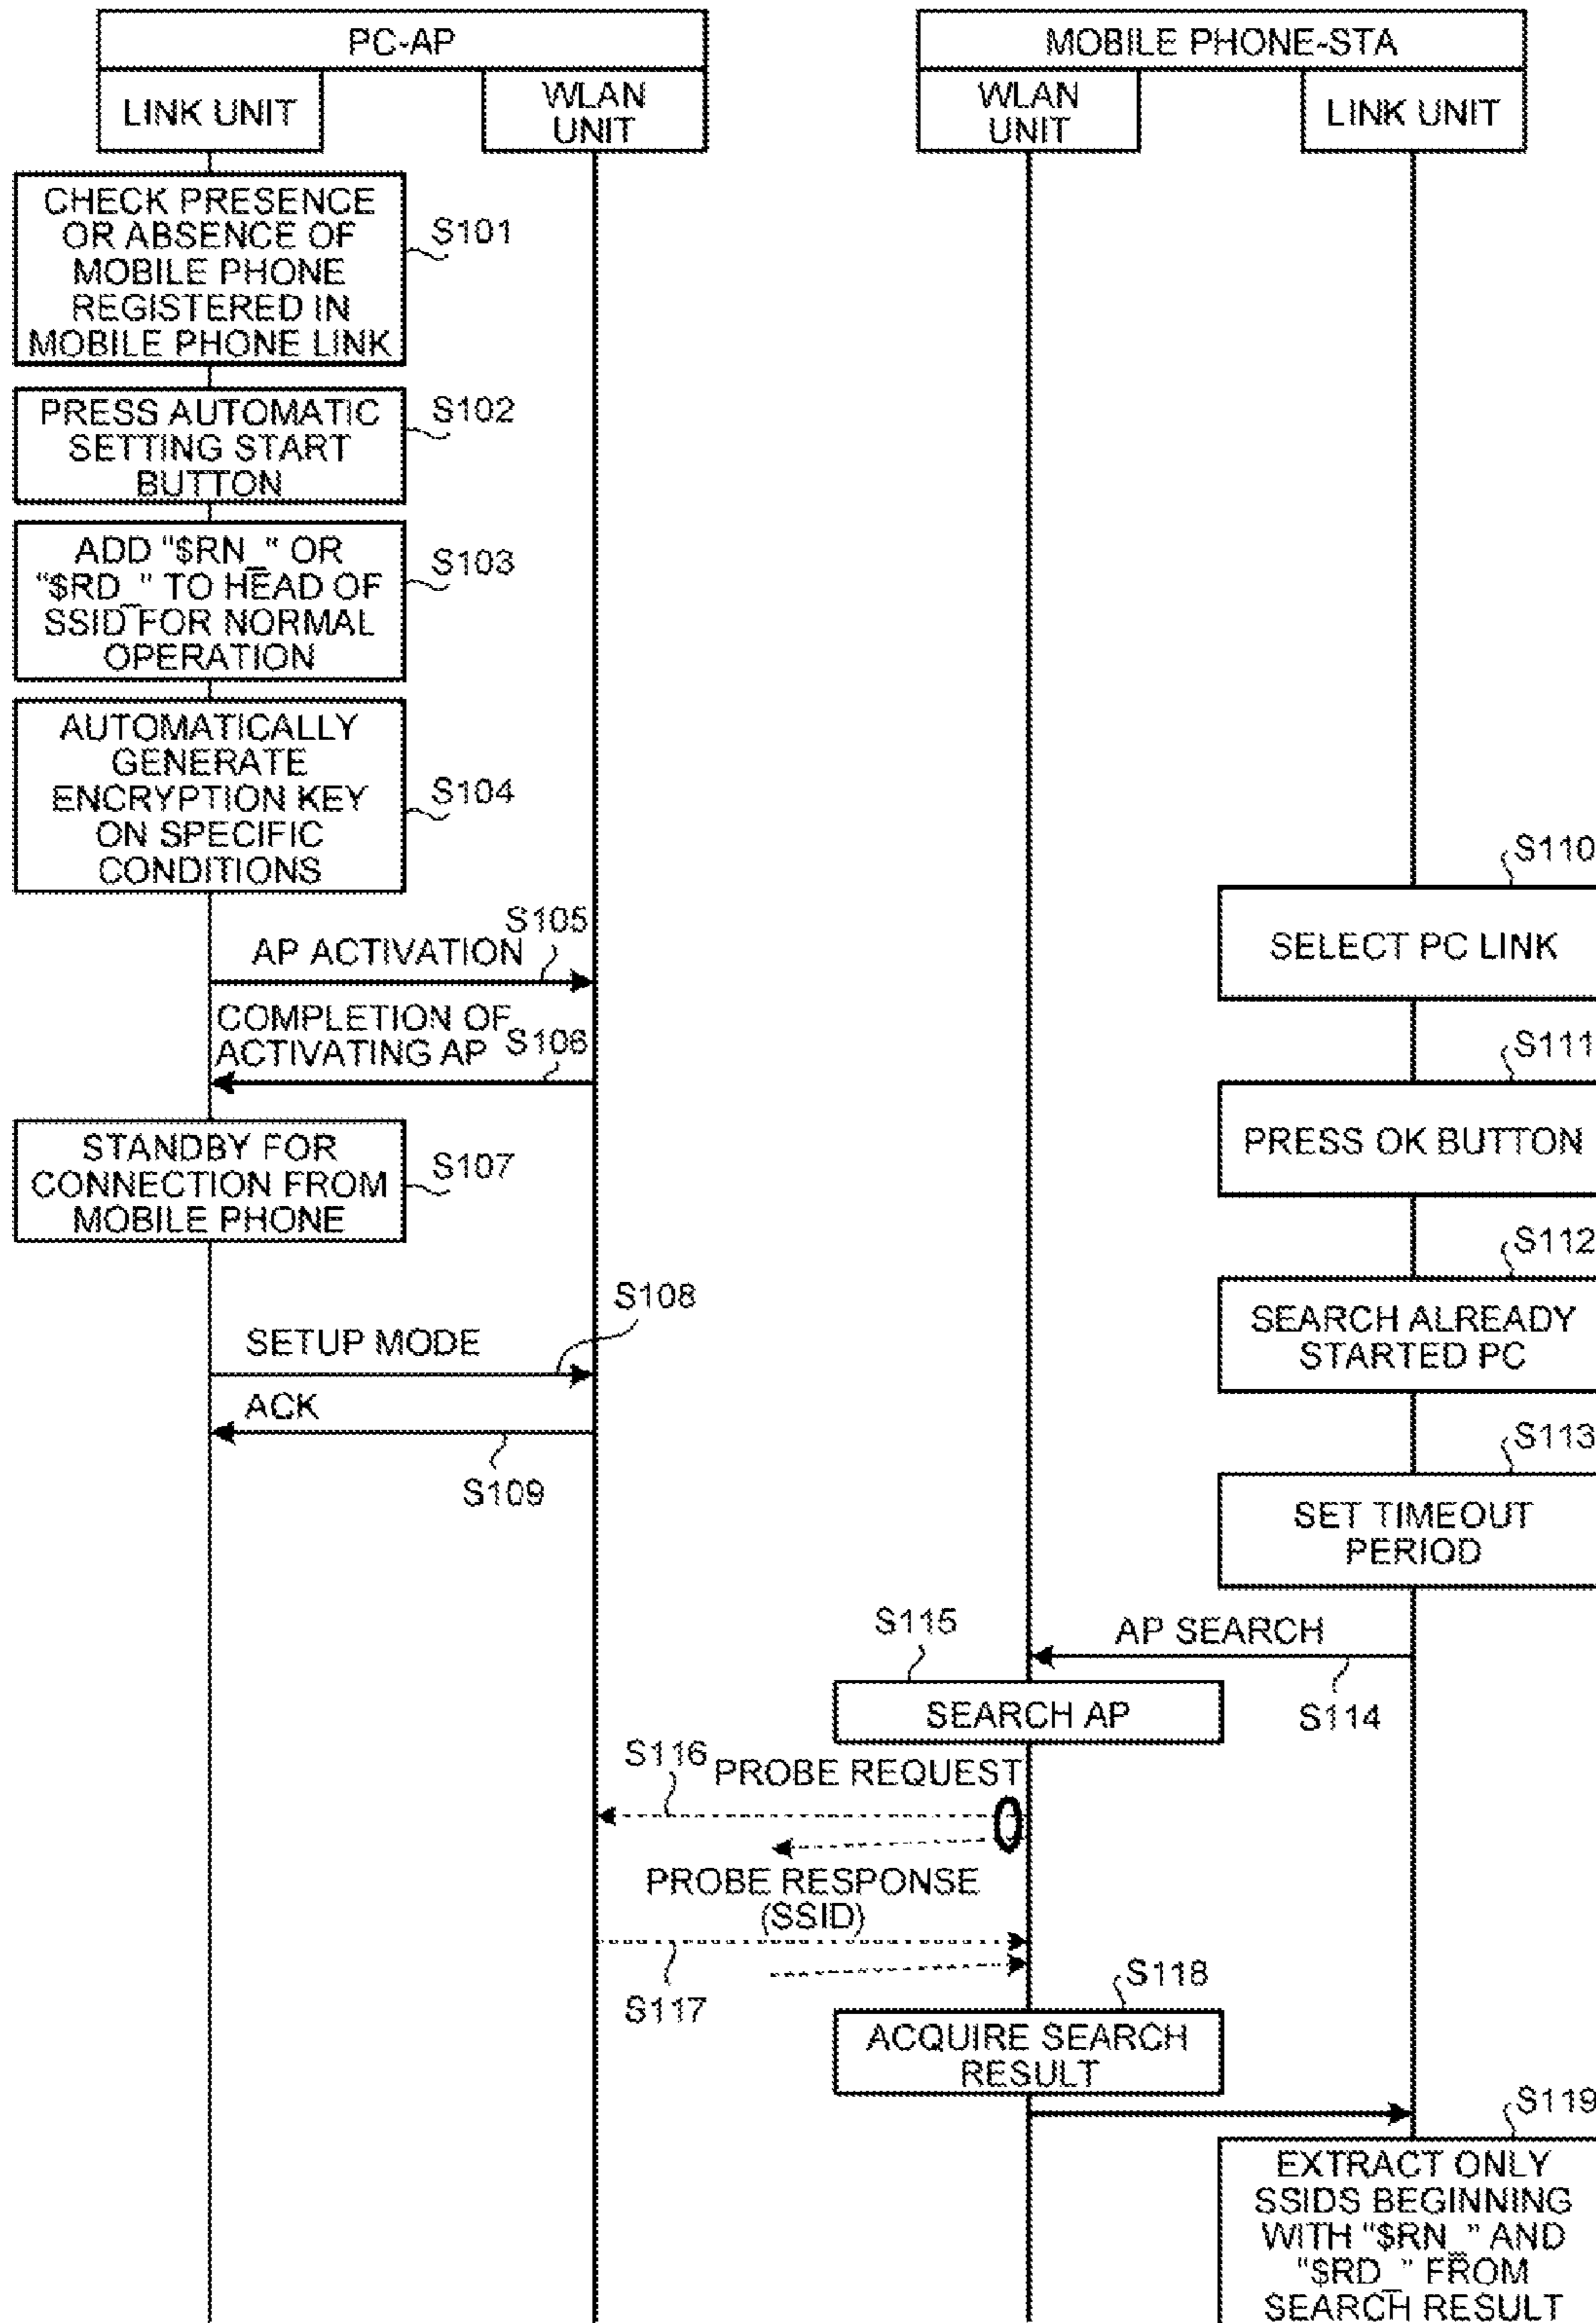 PC-AP
MOBILE PHONE-STA
LINK UNIT
WLAN
UNIT
WLAN
UNIT
LINK UNIT
CHECK PRESENCE
OR ABSENCE OF
MOBILE PHONE
REGISTERED IN
MOBILE PHONE LINK
S101
PRESS AUTOMATIC
SETTING START
BUTTON
S102
ADD "$RN_" OR
"$RD_" TO HEAD OF
SSID FOR NORMAL
OPERATION
S103
AUTOMATICALLY
GENERATE
ENCRYPTION KEY
ON SPECIFIC
CONDITIONS
S104
S110
SELECT PC LINK
AP ACTIVATION
S105
COMPLETION OF
ACTIVATING AP
S106
S111
PRESS OK BUTTON
STANDBY FOR
CONNECTION FROM
MOBILE PHONE
S107
S112
SEARCH ALREADY
STARTED PC
SETUP MODE
S108
ACK
S109
S113
SET TIMEOUT
PERIOD
AP SEARCH
S114
S115
SEARCH AP
S116
PROBE REQUEST
PROBE RESPONSE
(SSID)
S117
S118
ACQUIRE SEARCH
RESULT
S119
EXTRACT ONLY
SSIDS BEGINNING
WITH "$RN_" AND
"$RD_" FROM
SEARCH RESULT